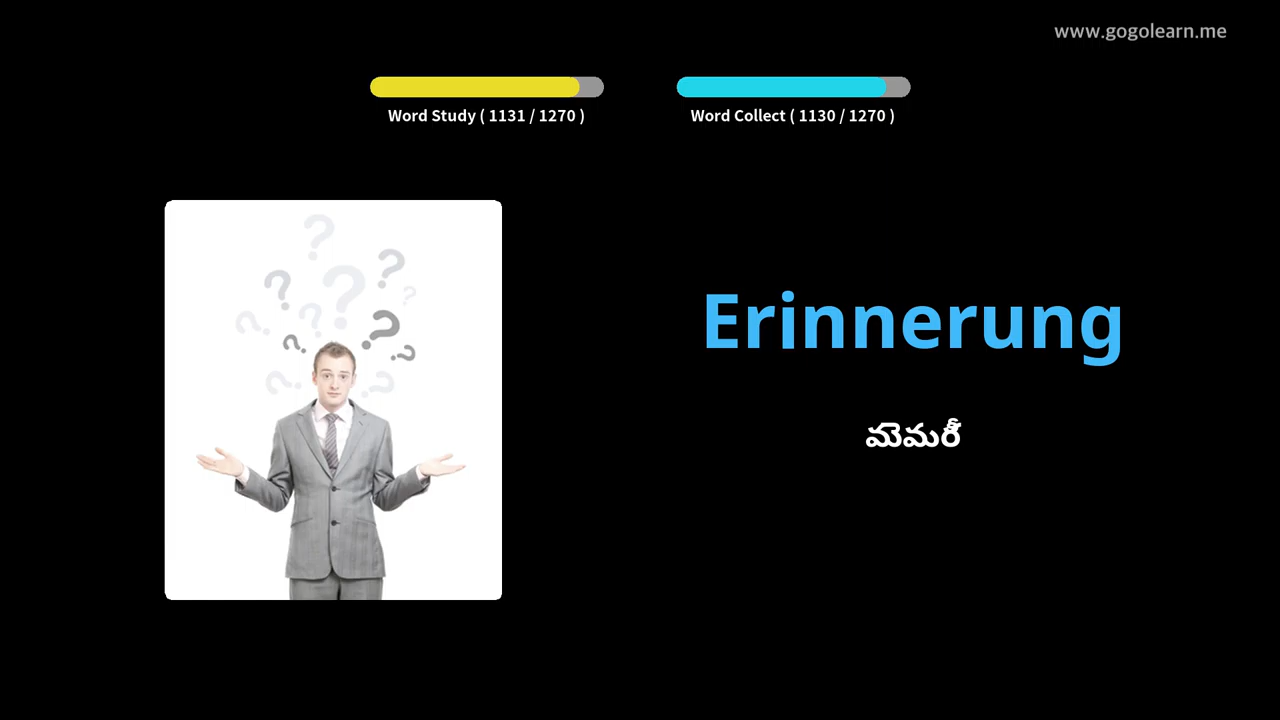 www.gogolearn.me
Word Study ( 1131 / 1270 )
Word Collect ( 1130 / 1270 )
Erinnerung
మెమరీ